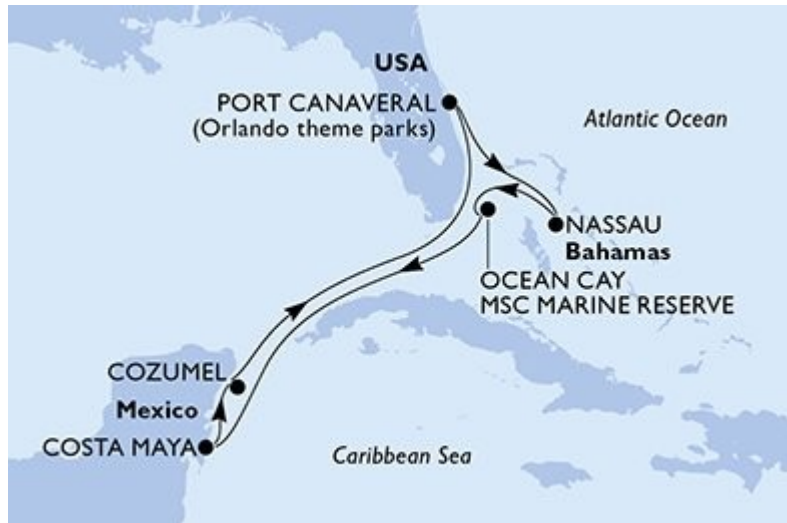 USA
PORT CANAVERAL
(Orlando theme parks)
Atlantic Ocean
NASSAU
Bahamas
OCEAN CAY
MSC MARINE RESERVE
COZUMEL
Mexico
COSTA MAYA
Caribbean Sea